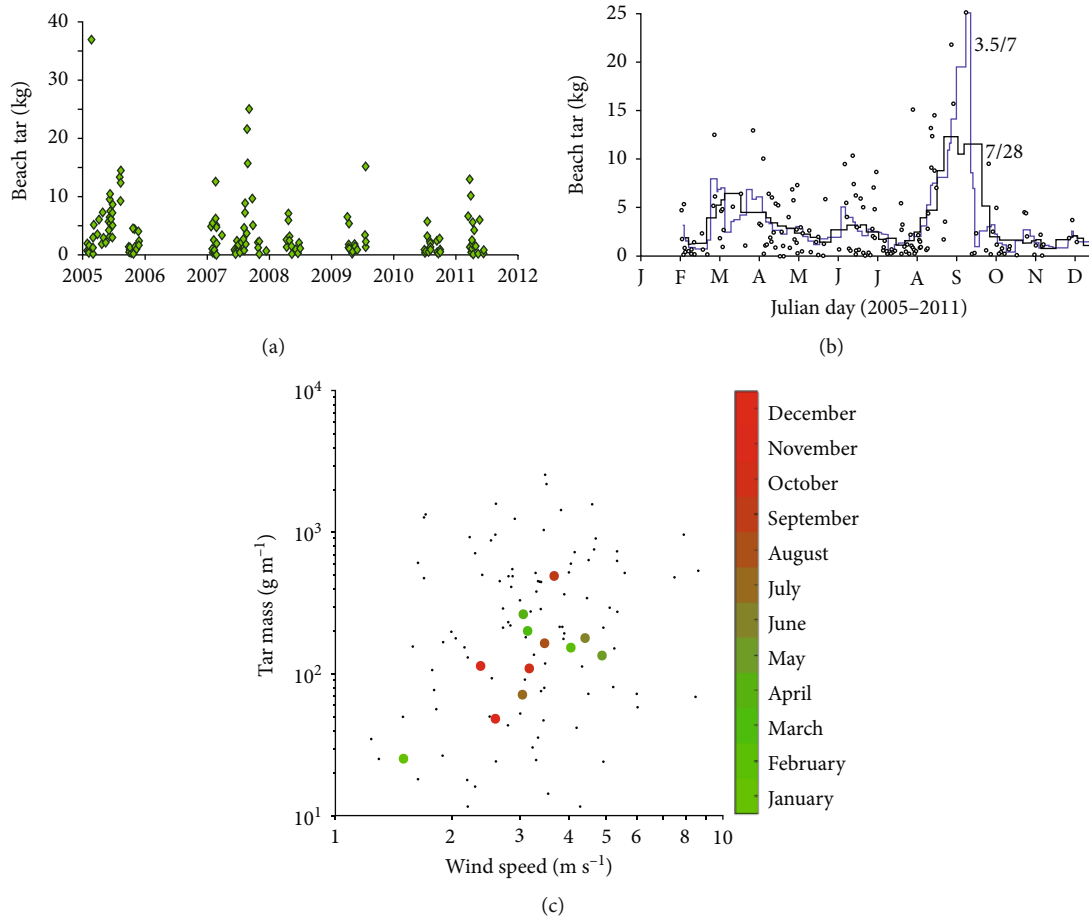 40
30
20
10
0
Beach tar (kg)
2005 2006 2007 2008 2009 2010 2011 2012
(a)
25
20
15
10
5
0
Beach tar (kg)
3.5/7
7/28
J F M A M J J A S O N D
Julian day (2005–2011)
(b)
10⁴
10³
10²
10¹
Tar mass (g m⁻¹)
1 2 3 4 5 6 8 10
Wind speed (m s⁻¹)
December
November
October
September
August
July
June
May
April
March
February
January
(c)